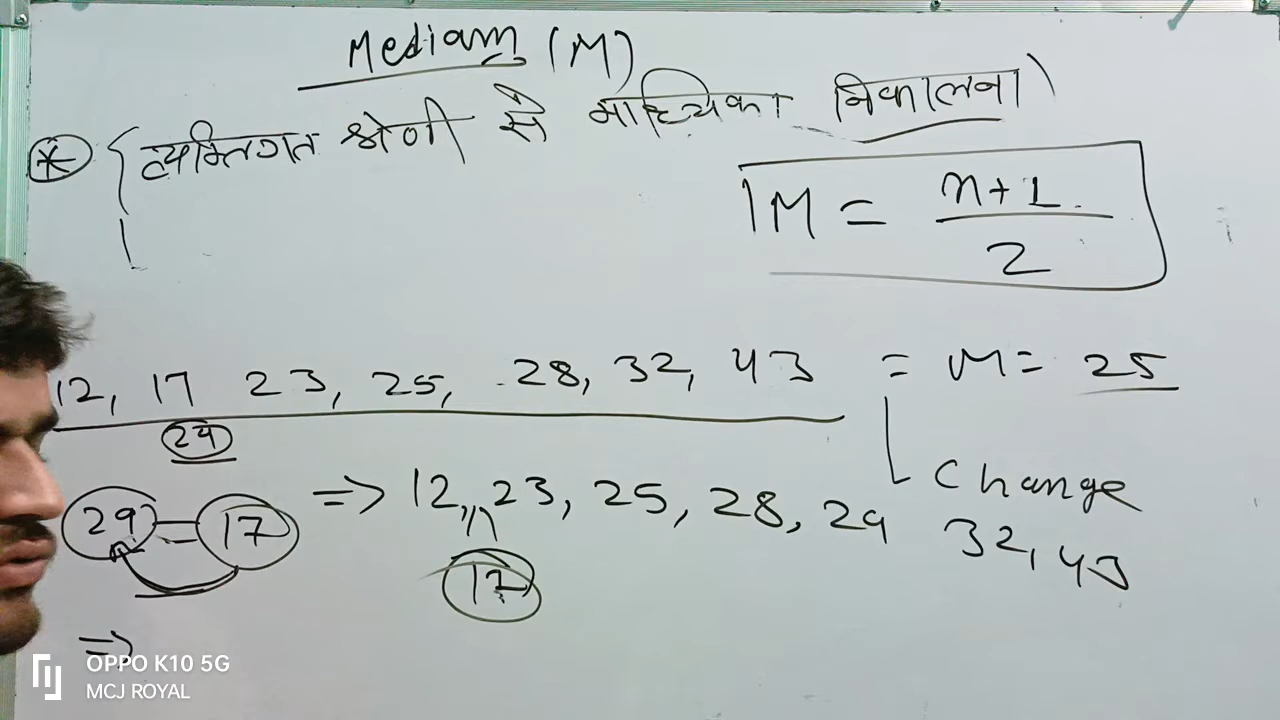 Median (M)
* { व्यक्तिगत श्रेणी से माध्यिका निकालना)
M = n+1
2
12, 17 23, 25, 28, 32, 43 = M= 25
29
29 = 17 => 12,, 23, 25, 28, 29 Change
32, 43
17
=>
OPPO K10 5G
MCJ ROYAL